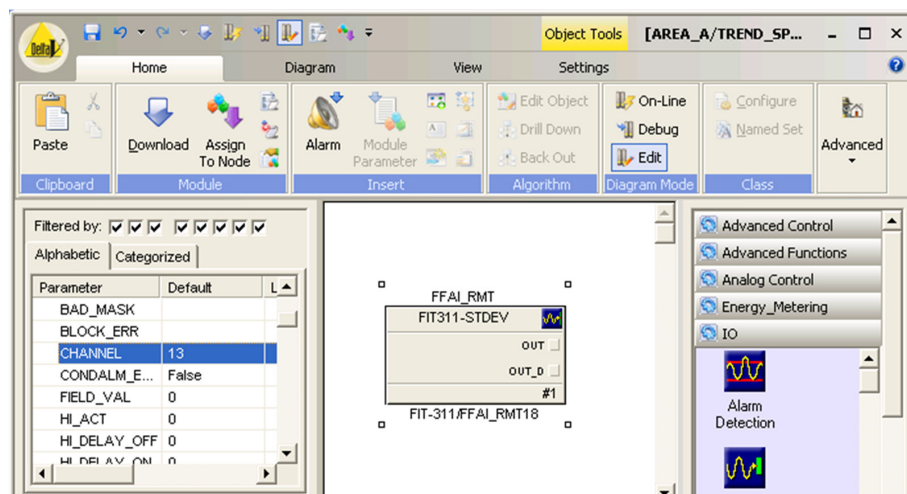 DeltaV
Object Tools
[AREA_A/TREND_SP...
Home
Diagram
View
Settings
Paste
Download
Assign
To Node
Alarm
Module
Parameter
Edit Object
Drill Down
Back Out
On-Line
Debug
Edit
Configure
Named Set
Advanced
Clipboard
Module
Insert
Algorithm
Diagram Mode
Class
Filtered by:
Alphabetic
Categorized
Parameter Default L
BAD_MASK
BLOCK_ERR
CHANNEL 13
CONDALM_E... False
FIELD_VAL 0
HI_ACT 0
HI_DELAY_OFF 0
HI_DELAY_ON 0
FFAI_RMT
FIT311-STDEV
OUT
OUT_D
#1
FIT-311/FFAI_RMT18
Advanced Control
Advanced Functions
Analog Control
Energy_Metering
IO
Alarm
Detection